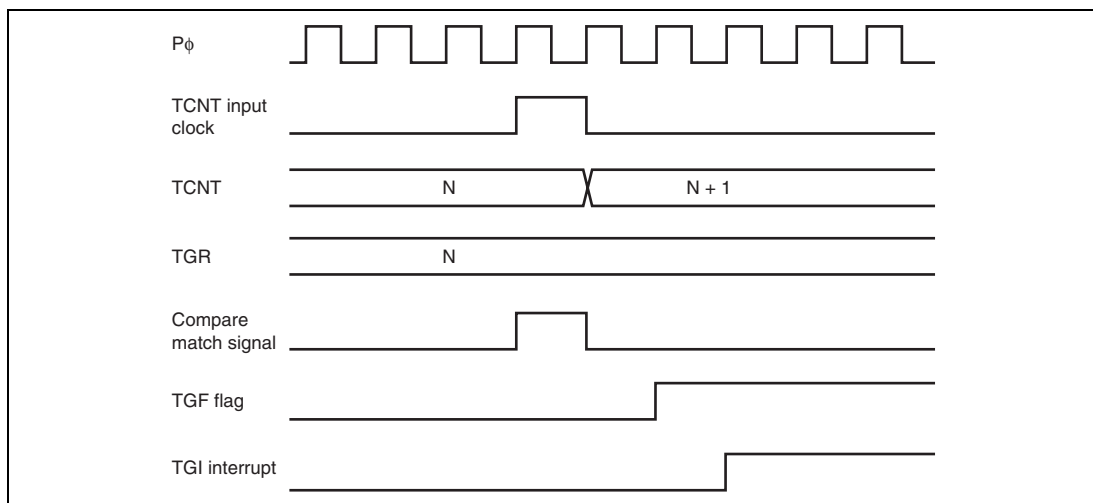 Pϕ
TCNT input
clock
TCNT
N
N + 1
TGR
N
Compare
match signal
TGF flag
TGI interrupt